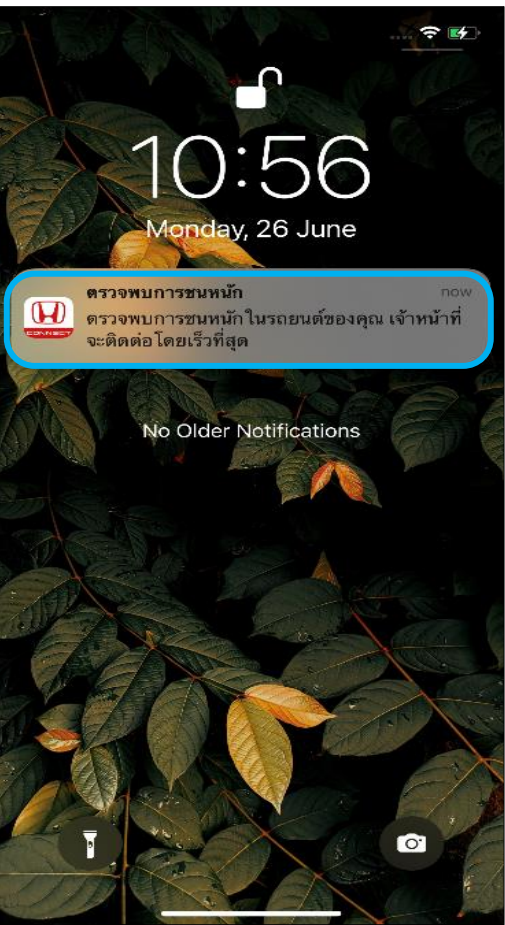 10:56
Monday, 26 June
ตรวจพบการชนหนัก
now
ตรวจพบการชนหนักในรถยนต์ของคุณ เจ้าหน้าที่
จะติดต่อโดยเร็วที่สุด
CONNECT
No Older Notifications